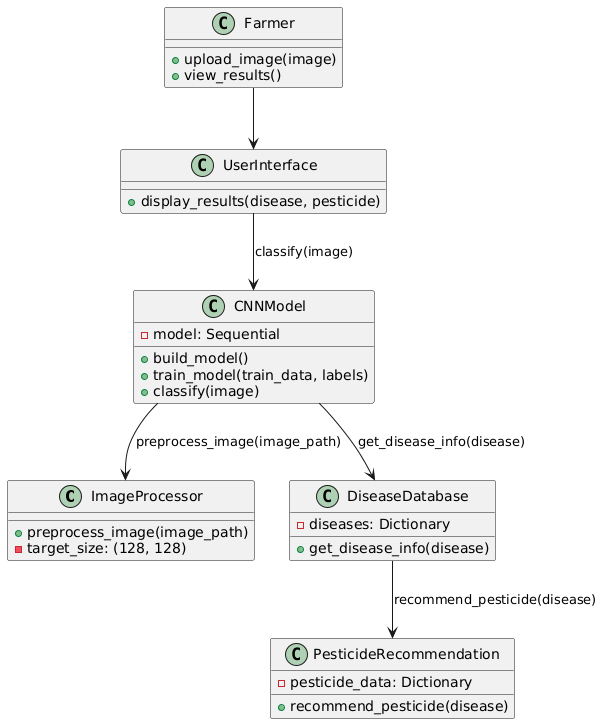 C Farmer
upload_image(image)
view_results()
C UserInterface
display_results(disease, pesticide)
classify(image)
C CNNModel
model: Sequential
build_model()
train_model(train_data, labels)
classify(image)
preprocess_image(image_path)
get_disease_info(disease)
C ImageProcessor
preprocess_image(image_path)
target_size: (128, 128)
C DiseaseDatabase
diseases: Dictionary
get_disease_info(disease)
recommend_pesticide(disease)
C PesticideRecommendation
pesticide_data: Dictionary
recommend_pesticide(disease)